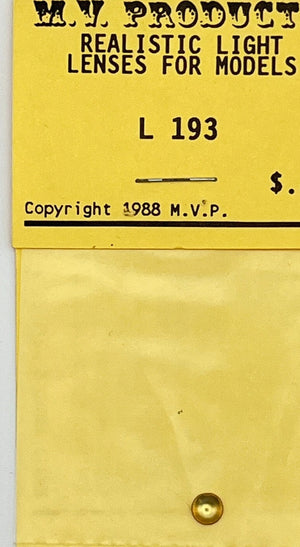 M.V. PRODUCT
REALISTIC LIGHT
LENSES FOR MODELS
L 193
$.
Copyright 1988 M.V.P.